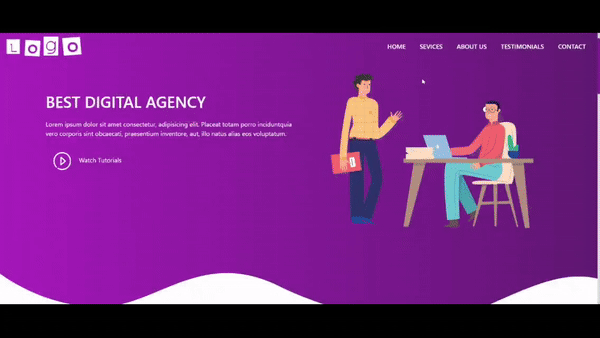 LOGO
HOME SEVICES ABOUT US TESTIMONIALS CONTACT
BEST DIGITAL AGENCY
Lorem ipsum dolor sit amet consectetur, adipisicing elit. Placeat totam porro inciduntquia
vero corporis sint obcaecati, praesentium inventore, aut, illo natus alias eos voluptatum.
Watch Tutorials